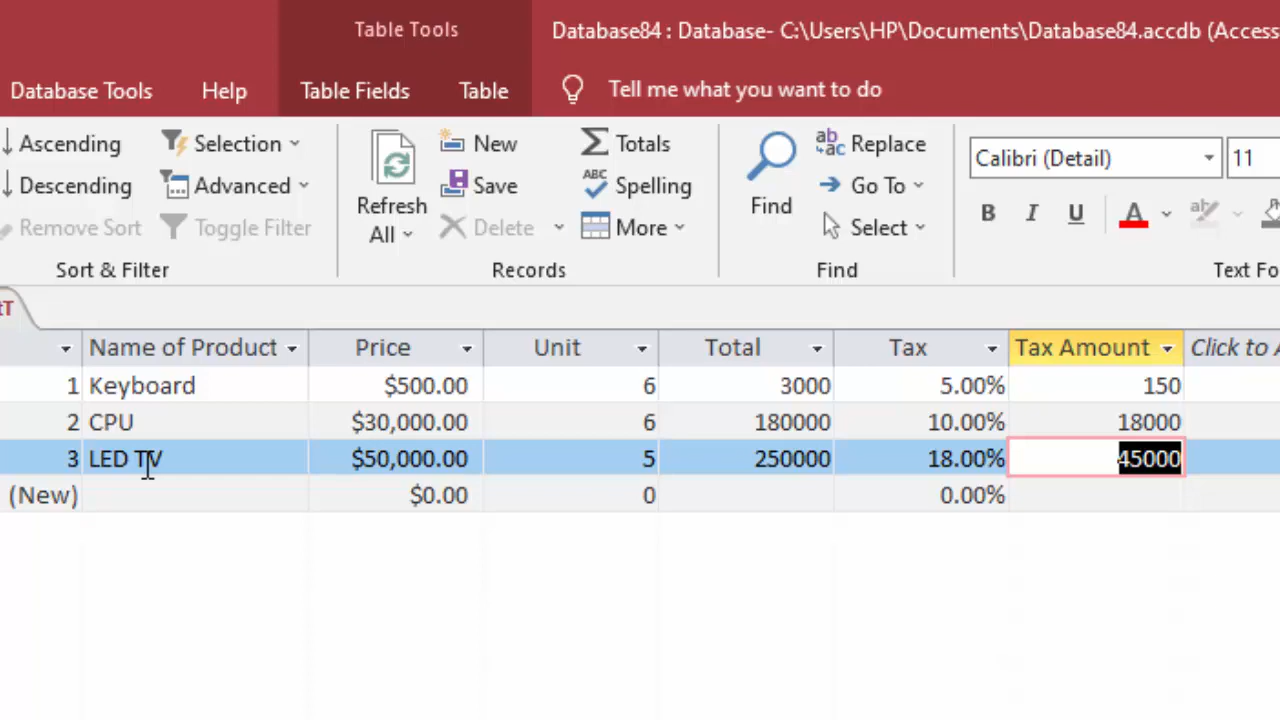 Table Tools
Database84 : Database- C:\Users\HP\Documents\Database84.accdb (Access
Database Tools Help Table Fields Table Tell me what you want to do
Ascending Selection New Totals Replace Calibri (Detail) 11
Descending Advanced Refresh All Save Spelling Find Go To
Remove Sort Toggle Filter Delete More Select B I U A
Sort & Filter Records Find Text Fo
tT
Name of Product Price Unit Total Tax Tax Amount Click to A
1 Keyboard $500.00 6 3000 5.00% 150
2 CPU $30,000.00 6 180000 10.00% 18000
3 LED TV $50,000.00 5 250000 18.00% 45000
(New) $0.00 0 0.00%